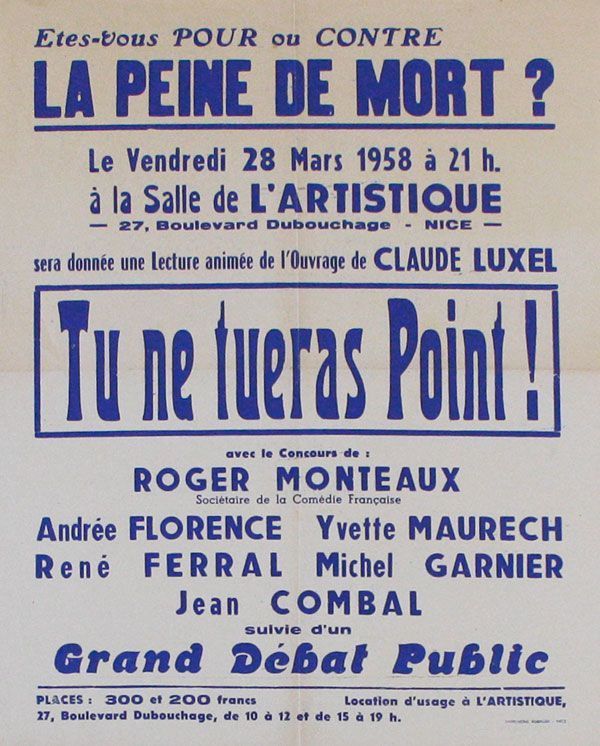 Etes-vous POUR ou CONTRE
LA PEINE DE MORT ?
Le Vendredi 28 Mars 1958 à 21 h.
à la Salle de L'ARTISTIQUE
— 27, Boulevard Dubouchage - NICE —
sera donnée une Lecture animée de l'Ouvrage de CLAUDE LUXEL
Tu ne tueras Point !
avec le Concours de :
ROGER MONTEAUX
Sociétaire de la Comédie Française
Andrée FLORENCE Yvette MAURECH
René FERRAL Michel GARNIER
Jean COMBAL
suivie d'un
Grand Débat Public
PLACES : 300 et 200 francs Location d'usage à L'ARTISTIQUE,
27, Boulevard Dubouchage, de 10 à 12 et de 15 à 19 h.